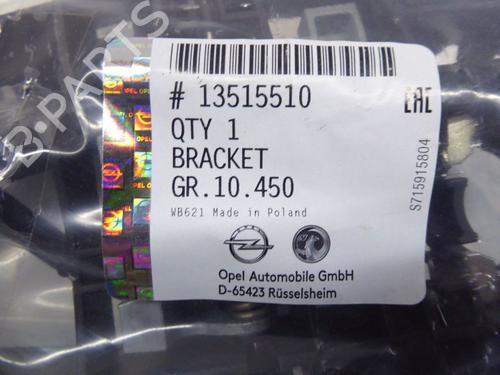 # 13515510
QTY 1
BRACKET
GR.10.450
WB621 Made in Poland
Opel Automobile GmbH
D-65423 Rüsselsheim
EAC
S715915804
B-PARTS
OPEL